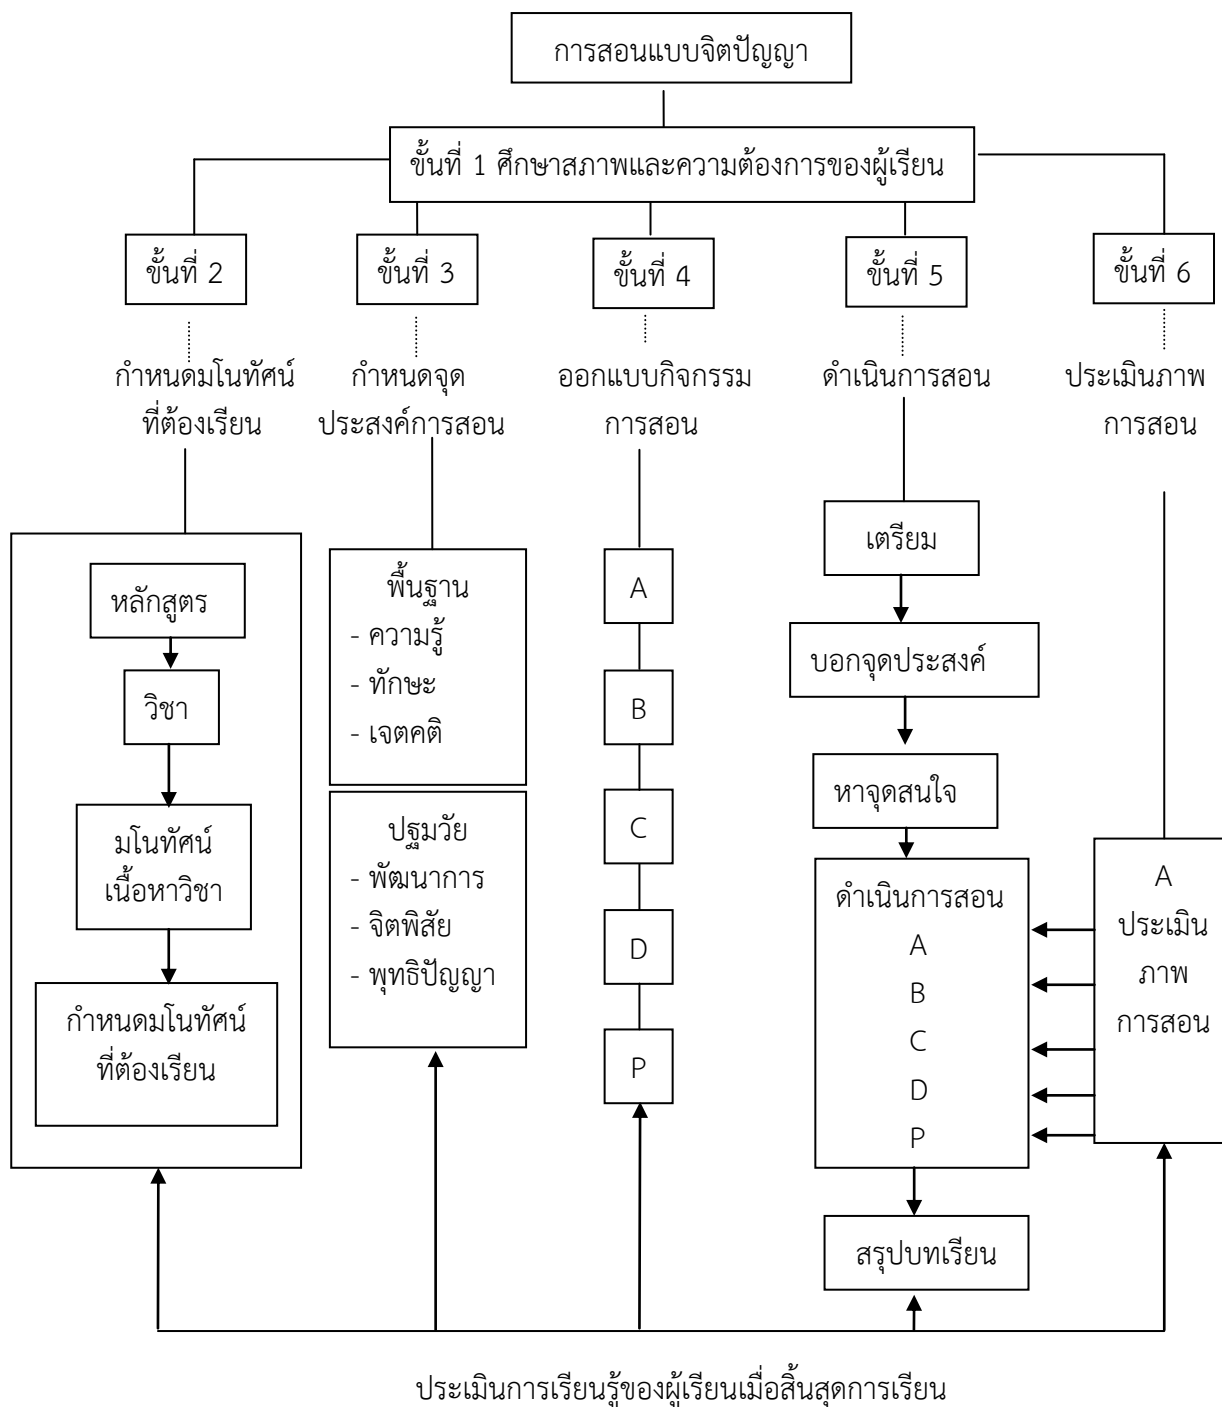 การสอนแบบจิตปัญญา
ขั้นที่ 1 ศึกษาสภาพและความต้องการของผู้เรียน
ขั้นที่ 2
ขั้นที่ 3
ขั้นที่ 4
ขั้นที่ 5
ขั้นที่ 6
กำหนดมโนทัศน์
ที่ต้องเรียน
กำหนดจุด
ประสงค์การสอน
ออกแบบกิจกรรม
การสอน
ดำเนินการสอน
ประเมินภาพ
การสอน
หลักสูตร
วิชา
มโนทัศน์
เนื้อหาวิชา
กำหนดมโนทัศน์
ที่ต้องเรียน
พื้นฐาน
- ความรู้
- ทักษะ
- เจตคติ
ปฐมวัย
- พัฒนาการ
- จิตพิสัย
- พุทธิปัญญา
A
B
C
D
P
เตรียม
บอกจุดประสงค์
หาจุดสนใจ
ดำเนินการสอน
A
B
C
D
P
สรุปบทเรียน
A
ประเมิน
ภาพ
การสอน
ประเมินการเรียนรู้ของผู้เรียนเมื่อสิ้นสุดการเรียน